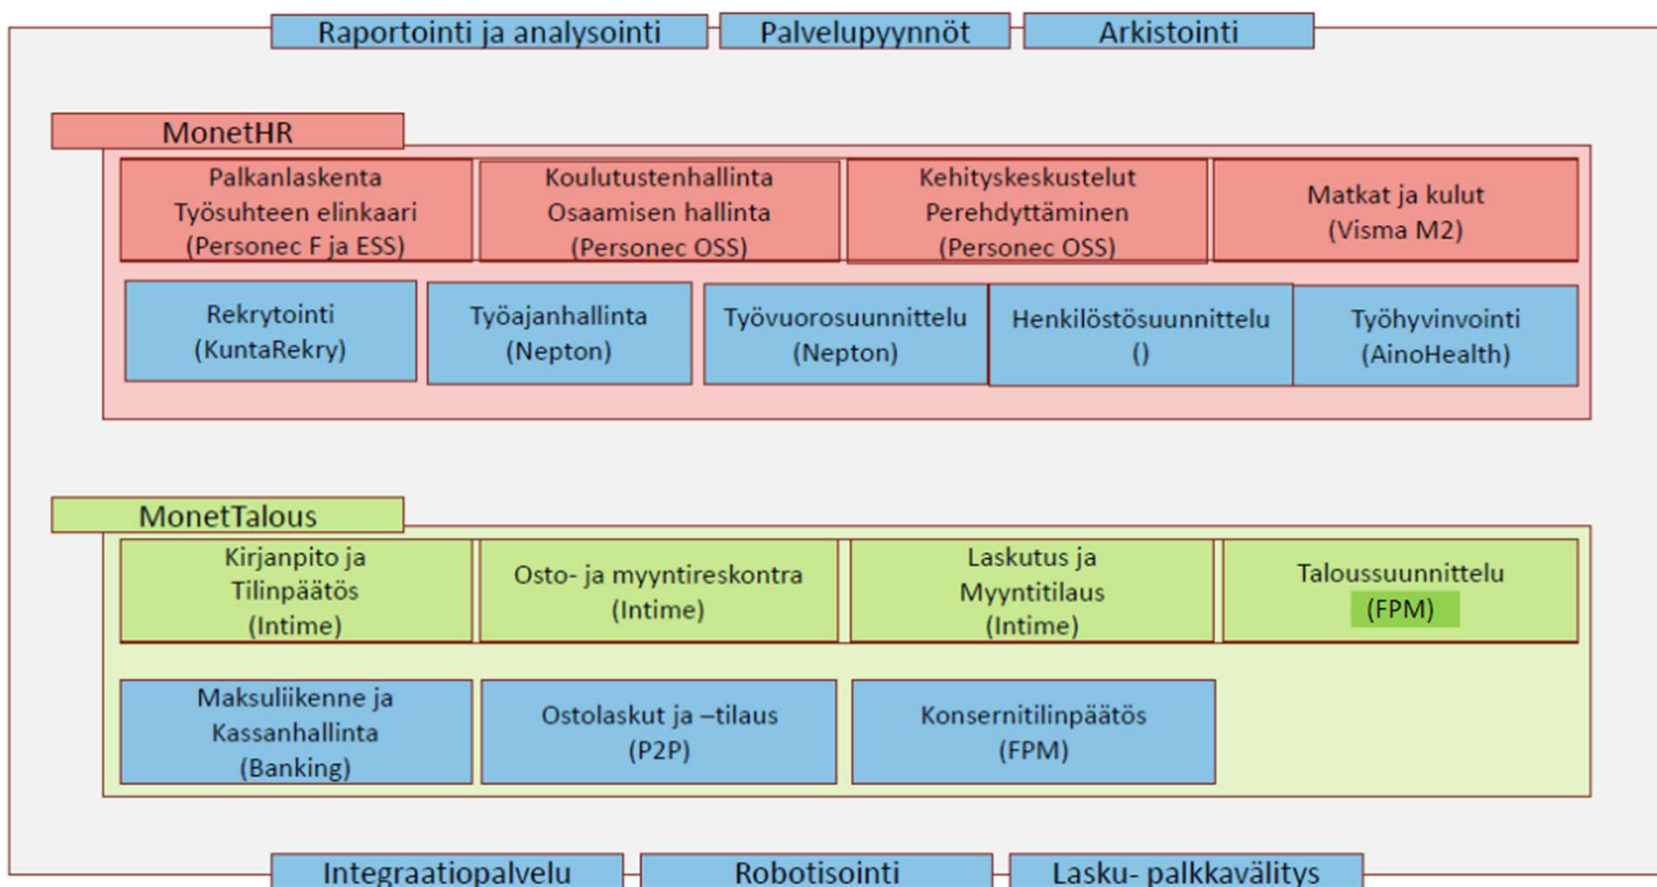 Raportointi ja analysointi
Palvelupyynnöt
Arkistointi
MonetHR
Palkanlaskenta
Työsuhteen elinkaari
(Personec F ja ESS)
Koulutustenhallinta
Osaamisen hallinta
(Personec OSS)
Kehityskeskustelut
Perehdyttäminen
(Personec OSS)
Matkat ja kulut
(Visma M2)
Rekrytointi
(KuntaRekry)
Työajanhallinta
(Nepton)
Työvuorosuunnittelu
(Nepton)
Henkilöstösuunnittelu
()
Työhyvinvointi
(AinoHealth)
MonetTalous
Kirjanpito ja
Tilinpäätös
(Intime)
Osto- ja myyntireskontra
(Intime)
Laskutus ja
Myyntitilaus
(Intime)
Taloussuunnittelu
(FPM)
Maksuliikenne ja
Kassanhallinta
(Banking)
Ostolaskut ja –tilaus
(P2P)
Konsernitilinpäätös
(FPM)
Integraatiopalvelu
Robotisointi
Lasku- palkkavälitys